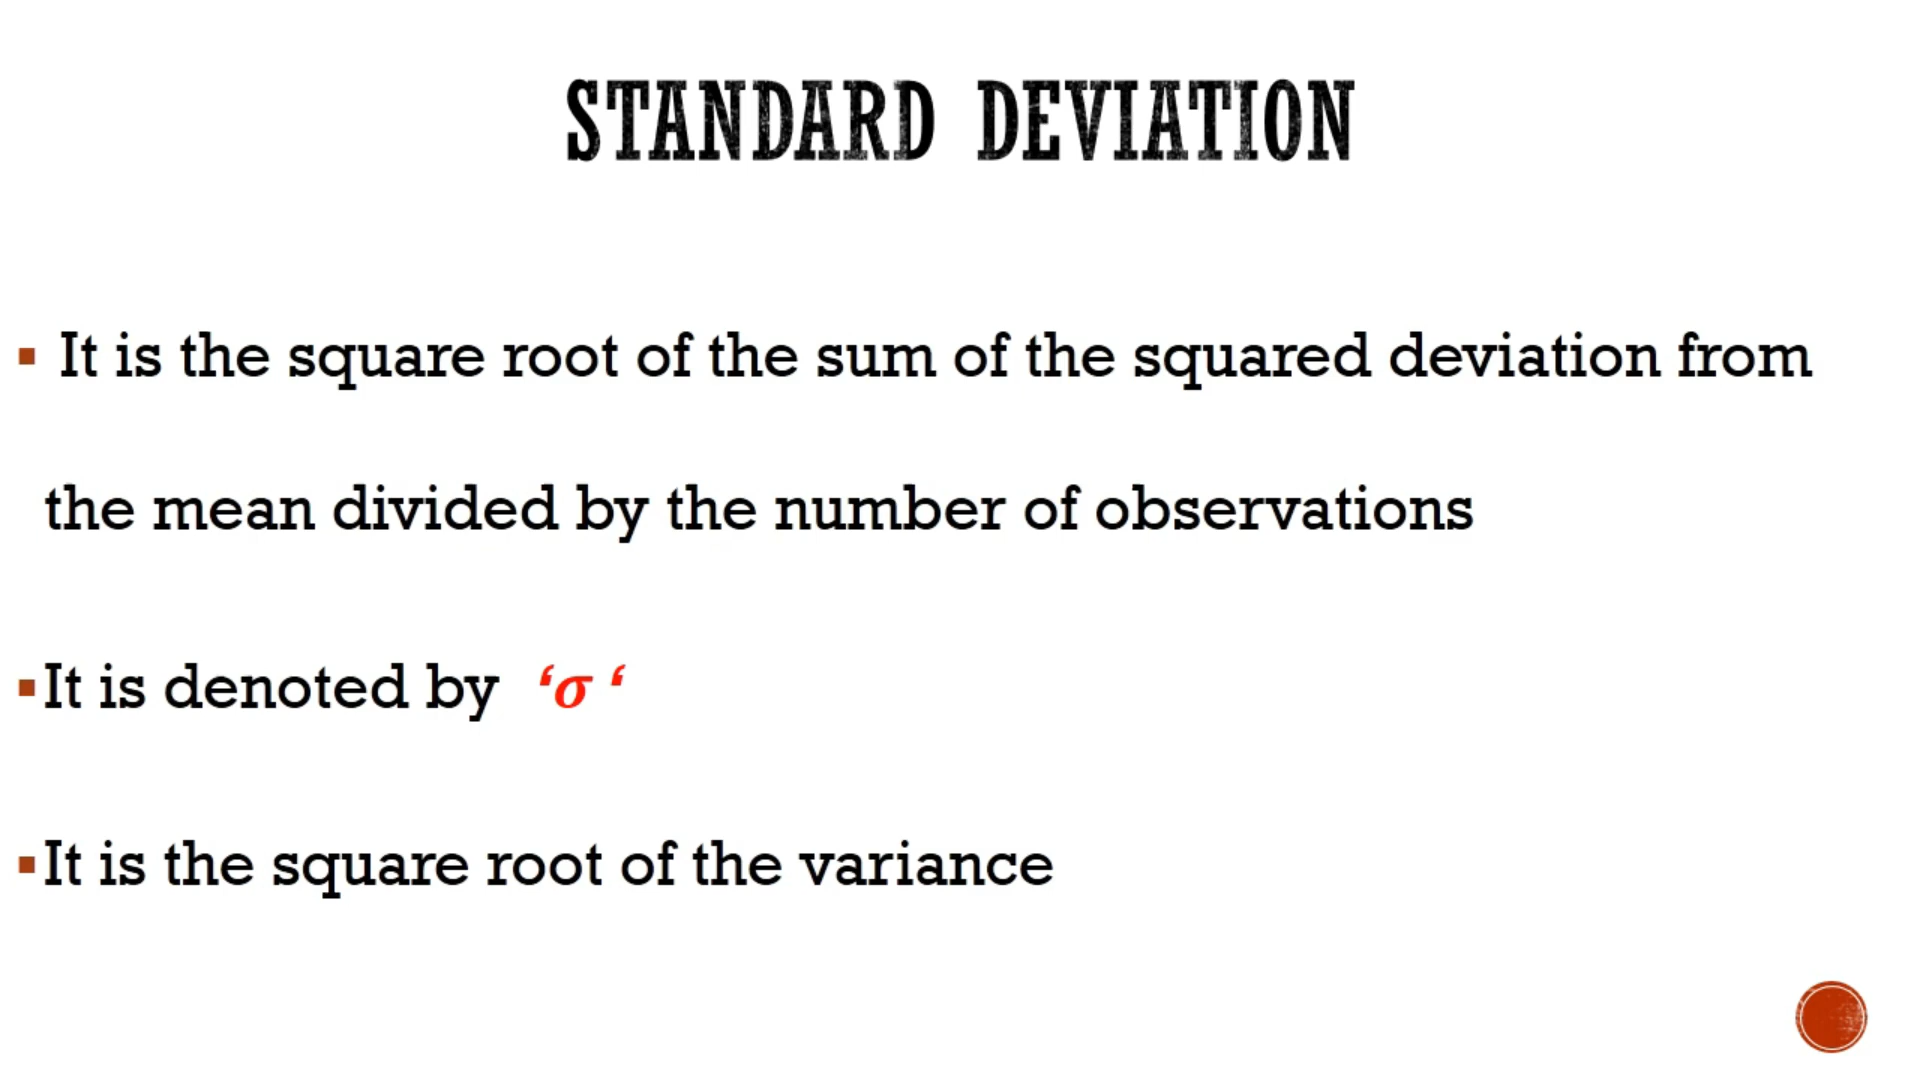 STANDARD DEVIATION
▪ It is the square root of the sum of the squared deviation from
the mean divided by the number of observations
▪It is denoted by ‘σ ‘
▪It is the square root of the variance